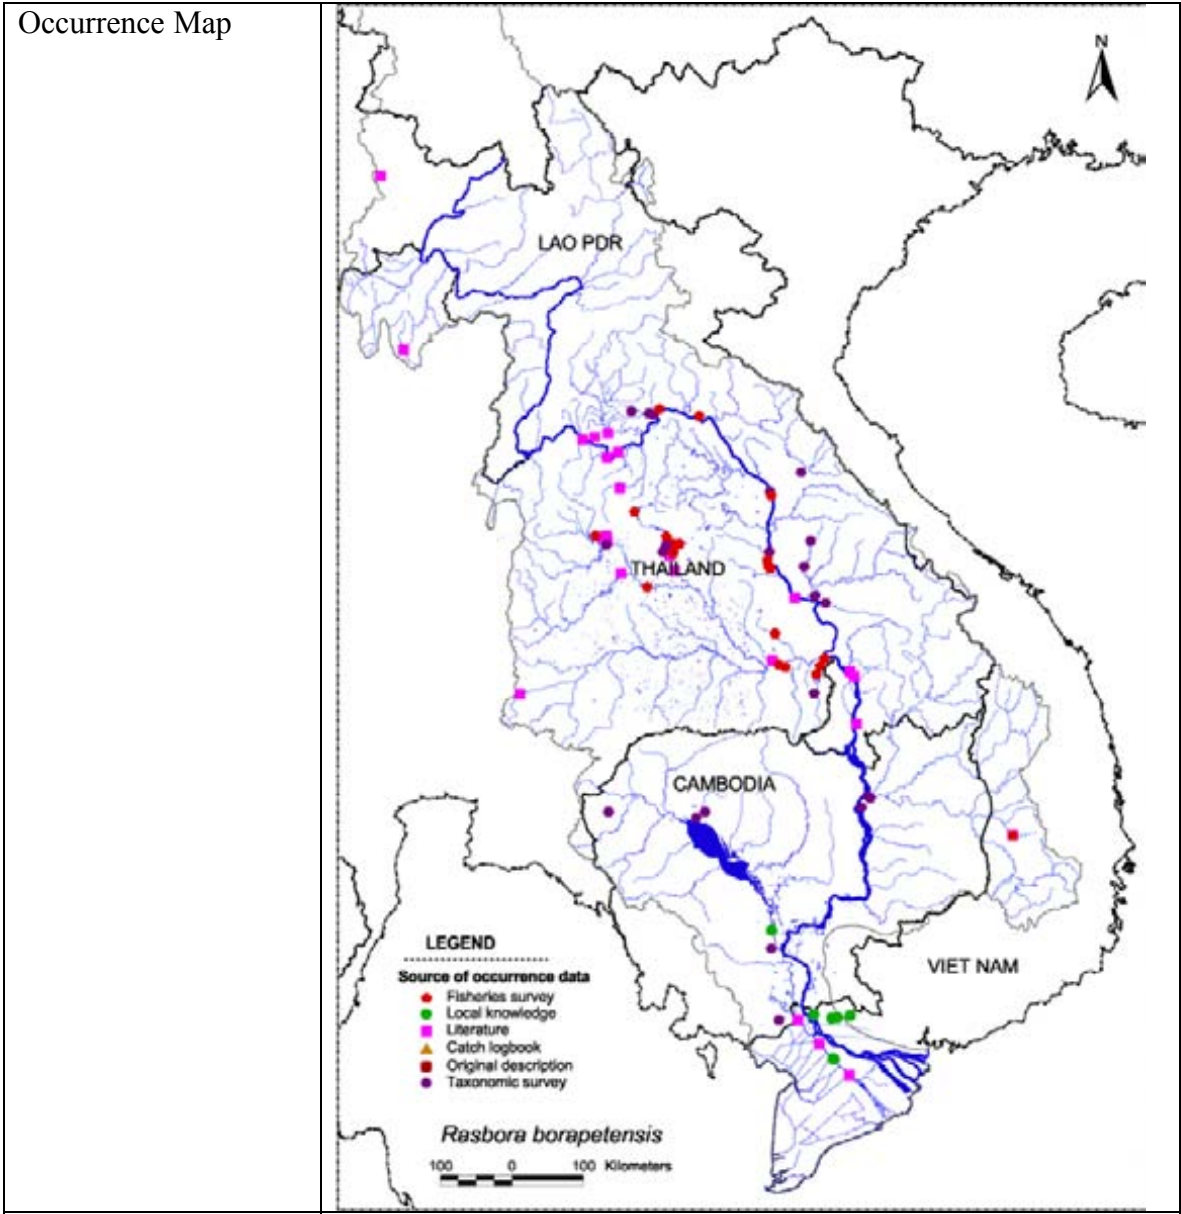 Occurrence Map
N
LAO PDR
THAILAND
CAMBODIA
VIET NAM
LEGEND
Source of occurrence data
Fisheries survey
Local knowledge
Literature
Catch logbook
Original description
Taxonomic survey
Rasbora borapetensis
100 0 100 Kilometers